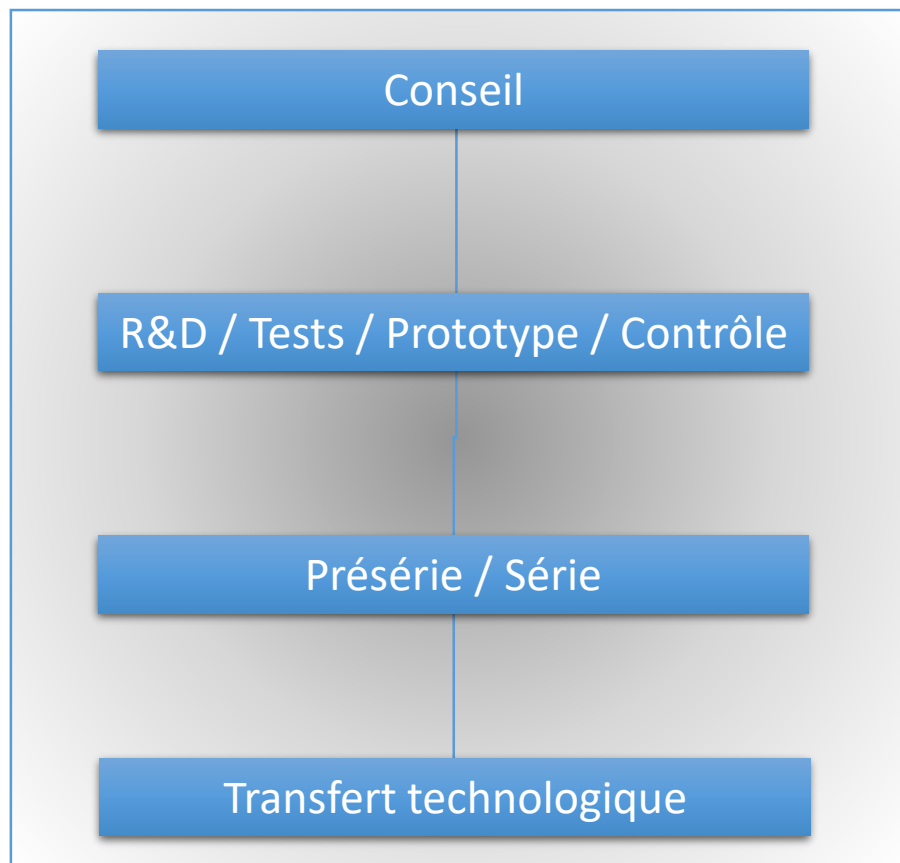 Conseil
R&D / Tests / Prototype / Contrôle
Présérie / Série
Transfert technologique